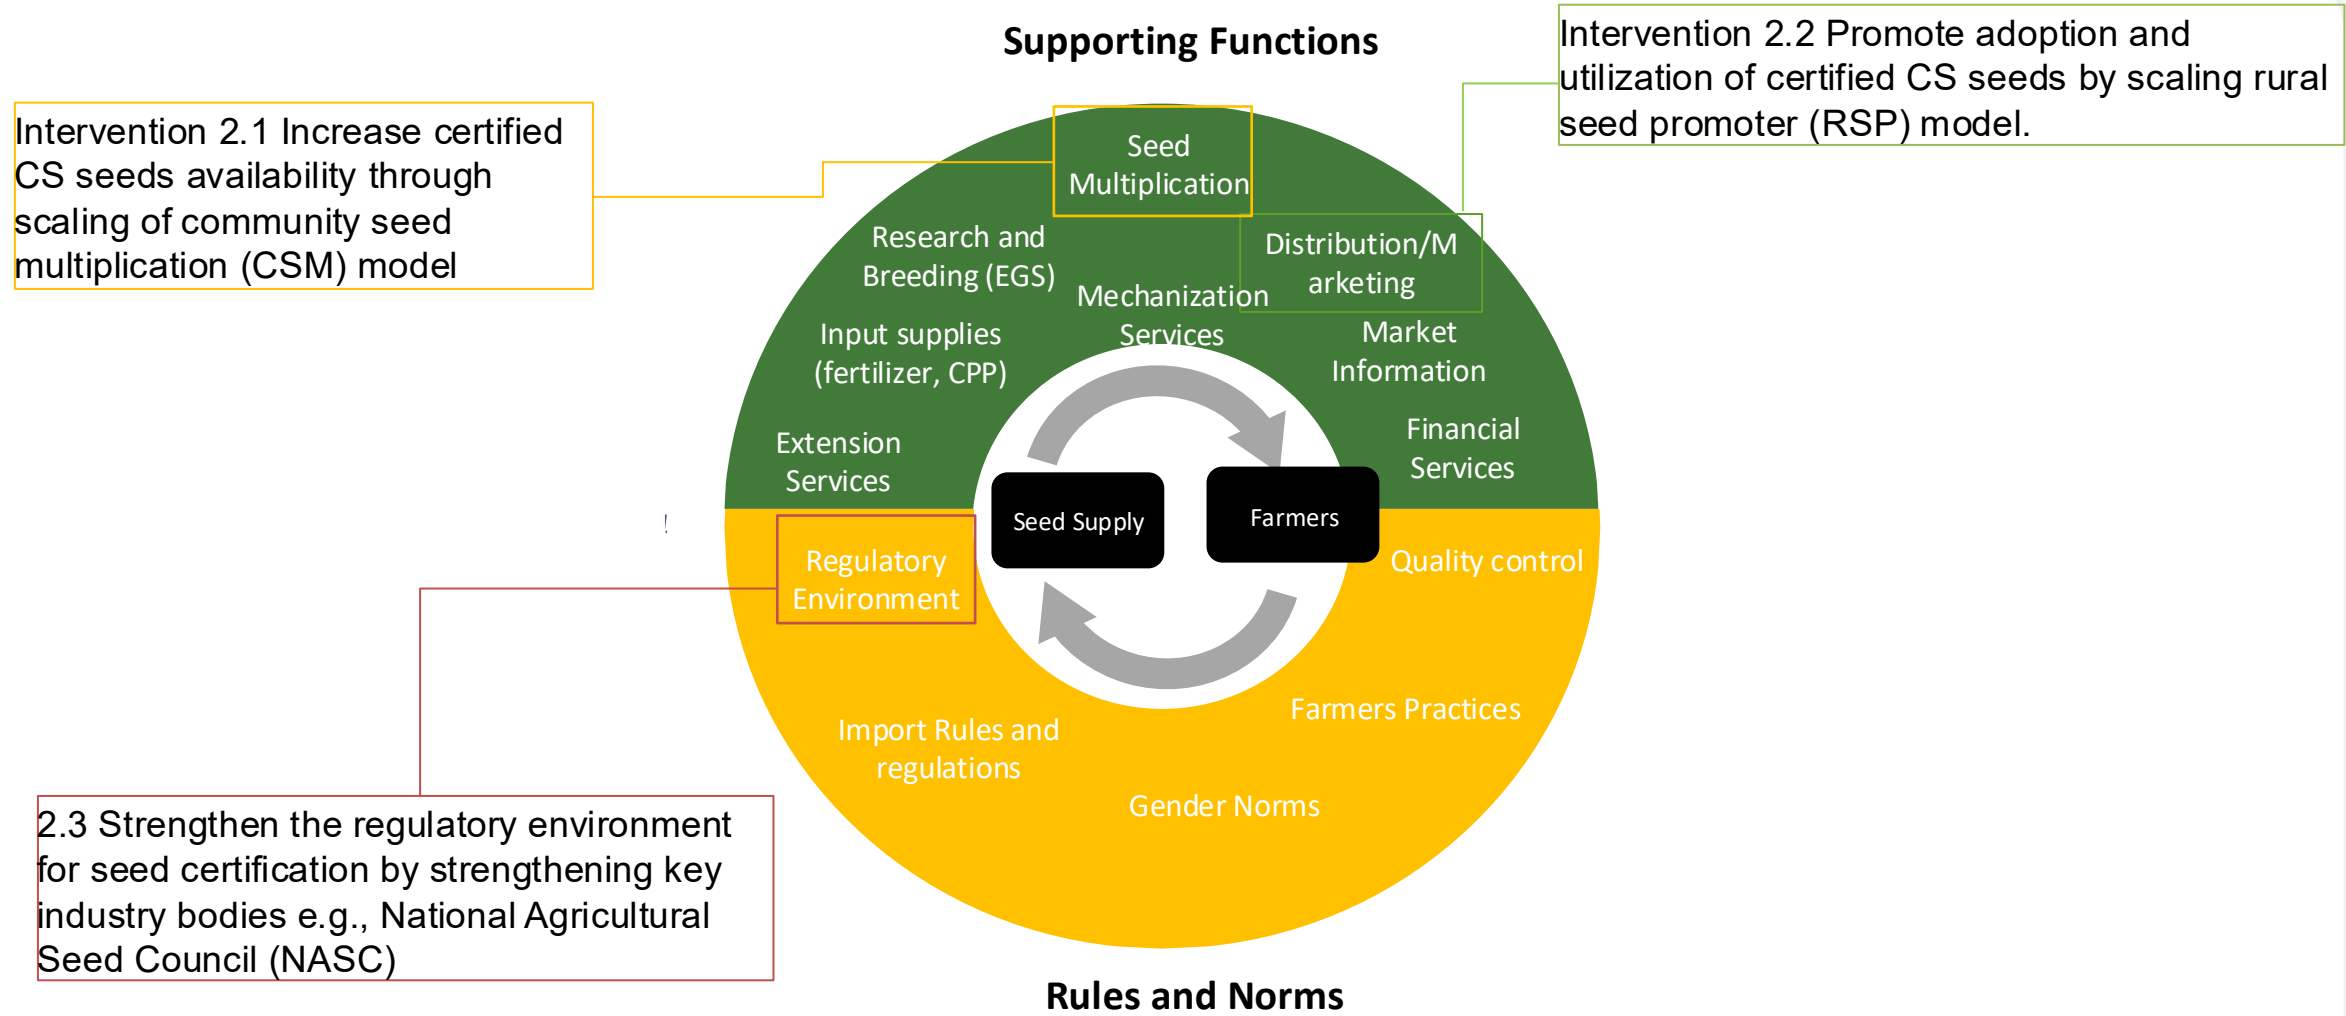 Supporting Functions
Intervention 2.2 Promote adoption and
utilization of certified CS seeds by scaling rural
seed promoter (RSP) model.
Intervention 2.1 Increase certified
CS seeds availability through
scaling of community seed
multiplication (CSM) model
Seed
Multiplication
Research and
Breeding (EGS)
Distribution/M
arketing
Mechanization
Services
Input supplies
(fertilizer, CPP)
Market
Information
Extension
Services
Financial
Services
Seed Supply
Farmers
Regulatory
Environment
Quality control
Import Rules and
regulations
Farmers Practices
Gender Norms
2.3 Strengthen the regulatory environment
for seed certification by strengthening key
industry bodies e.g., National Agricultural
Seed Council (NASC)
Rules and Norms